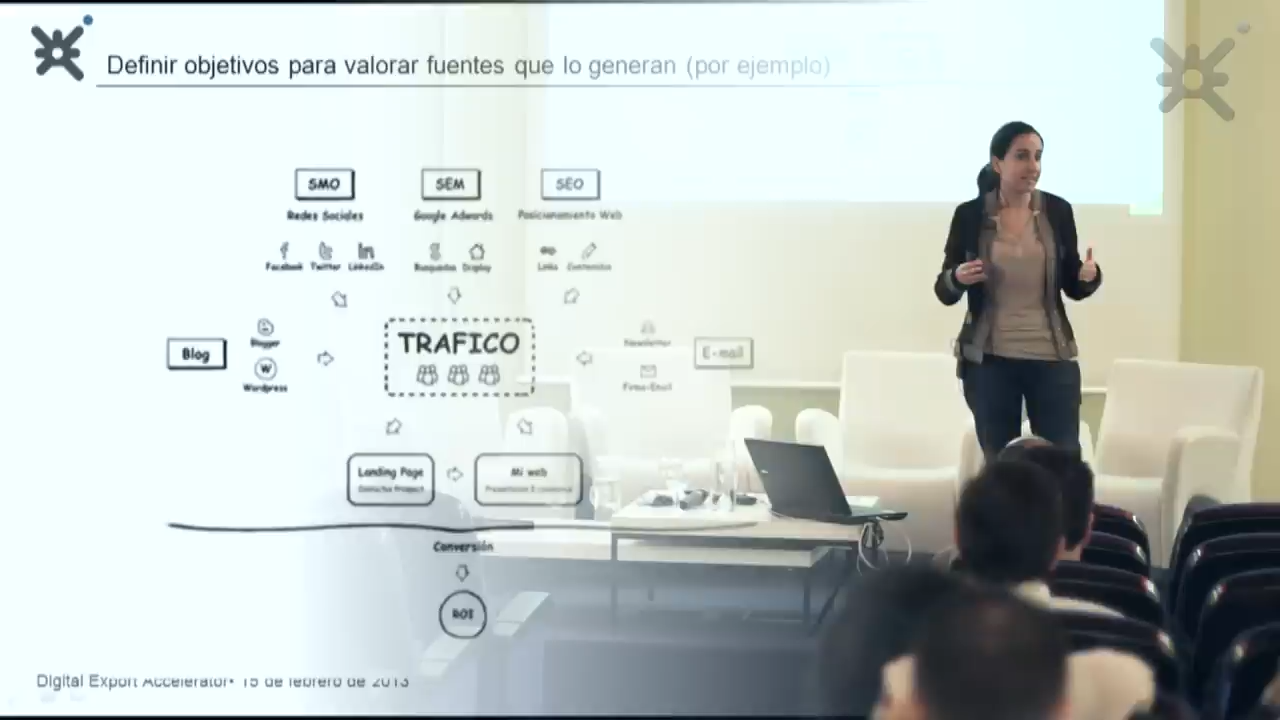 Definir objetivos para valorar fuentes que lo generan (por ejemplo)
SMO
SEM
SEO
Redes Sociales
Google Adwords
Posicionamiento Web
Facebook
Twitter
LinkedIn
Busquedas
Display
Links
Contenidos
Blog
Blogger
Wordpress
TRAFICO
Newsletter
Firma-Email
E-mail
Landing Page
Mi web
Conversión
ROI
Digital Export Accelerator• 15 de febrero de 2013